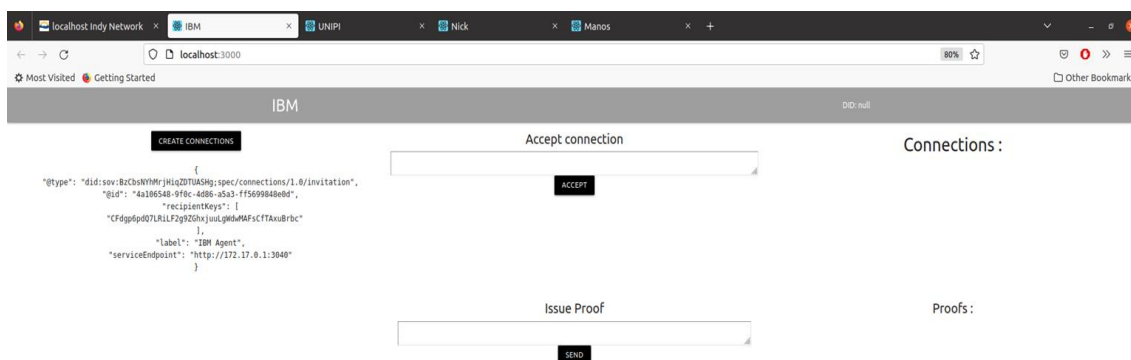 localhost Indy Network
IBM
UNIPI
Nick
Manos
localhost:3000
80%
Most Visited
Getting Started
Other Bookmark
IBM
DID: null
CREATE CONNECTIONS
{
"@type": "did:sov:BzCbsNYhMrjHiqZDTUASHg;spec/connections/1.0/invitation",
"@id": "4a106548-9f0c-4d86-a5a3-ff5699848e0d",
"recipientKeys": [
"CFdgp6pdQ7LRiLF2g9ZGhxjuuLgWdwMAFsCfTAxuBrbc"
],
"label": "IBM Agent",
"serviceEndpoint": "http://172.17.0.1:3040"
}
Accept connection
ACCEPT
Connections :
Issue Proof
SEND
Proofs :